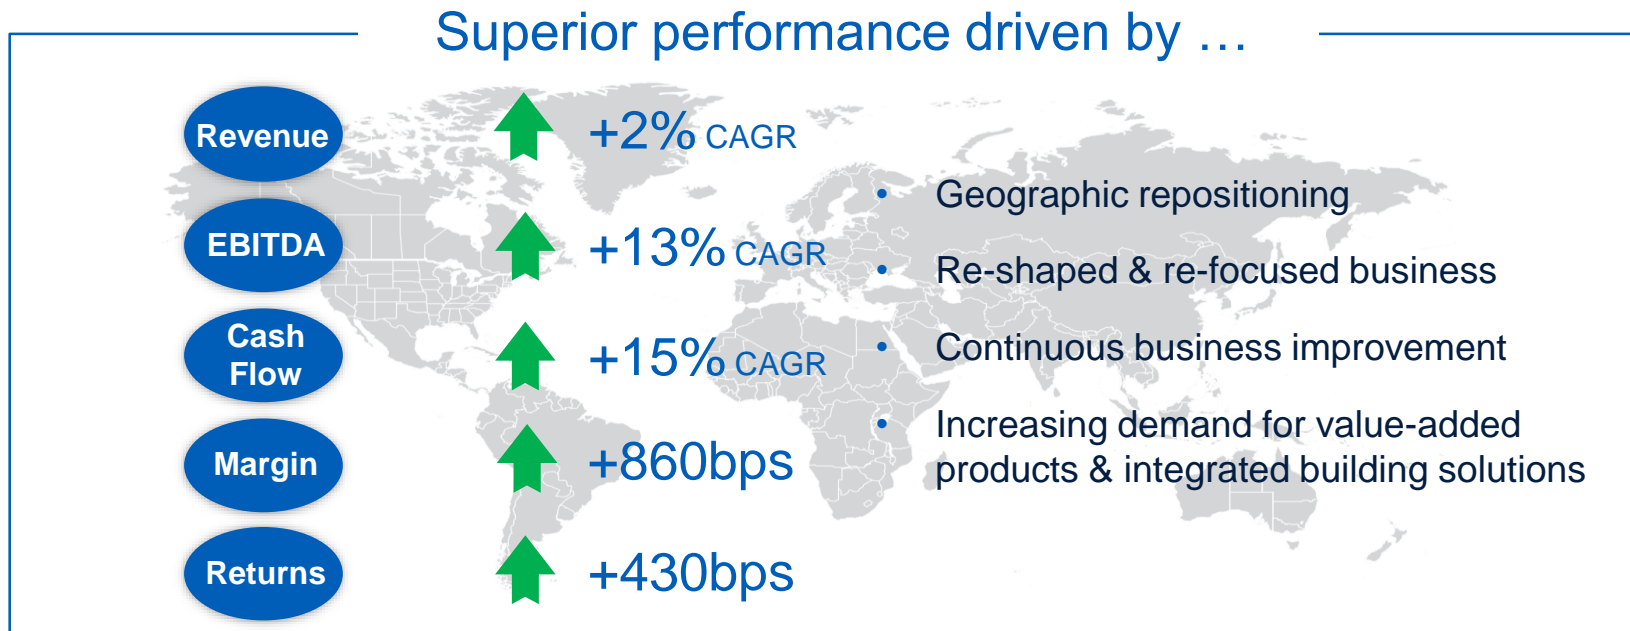 Superior performance driven by …
Revenue
+2% CAGR
EBITDA
+13% CAGR
Cash
Flow
+15% CAGR
Margin
+860bps
Returns
+430bps
• Geographic repositioning
• Re-shaped & re-focused business
• Continuous business improvement
• Increasing demand for value-added
products & integrated building solutions